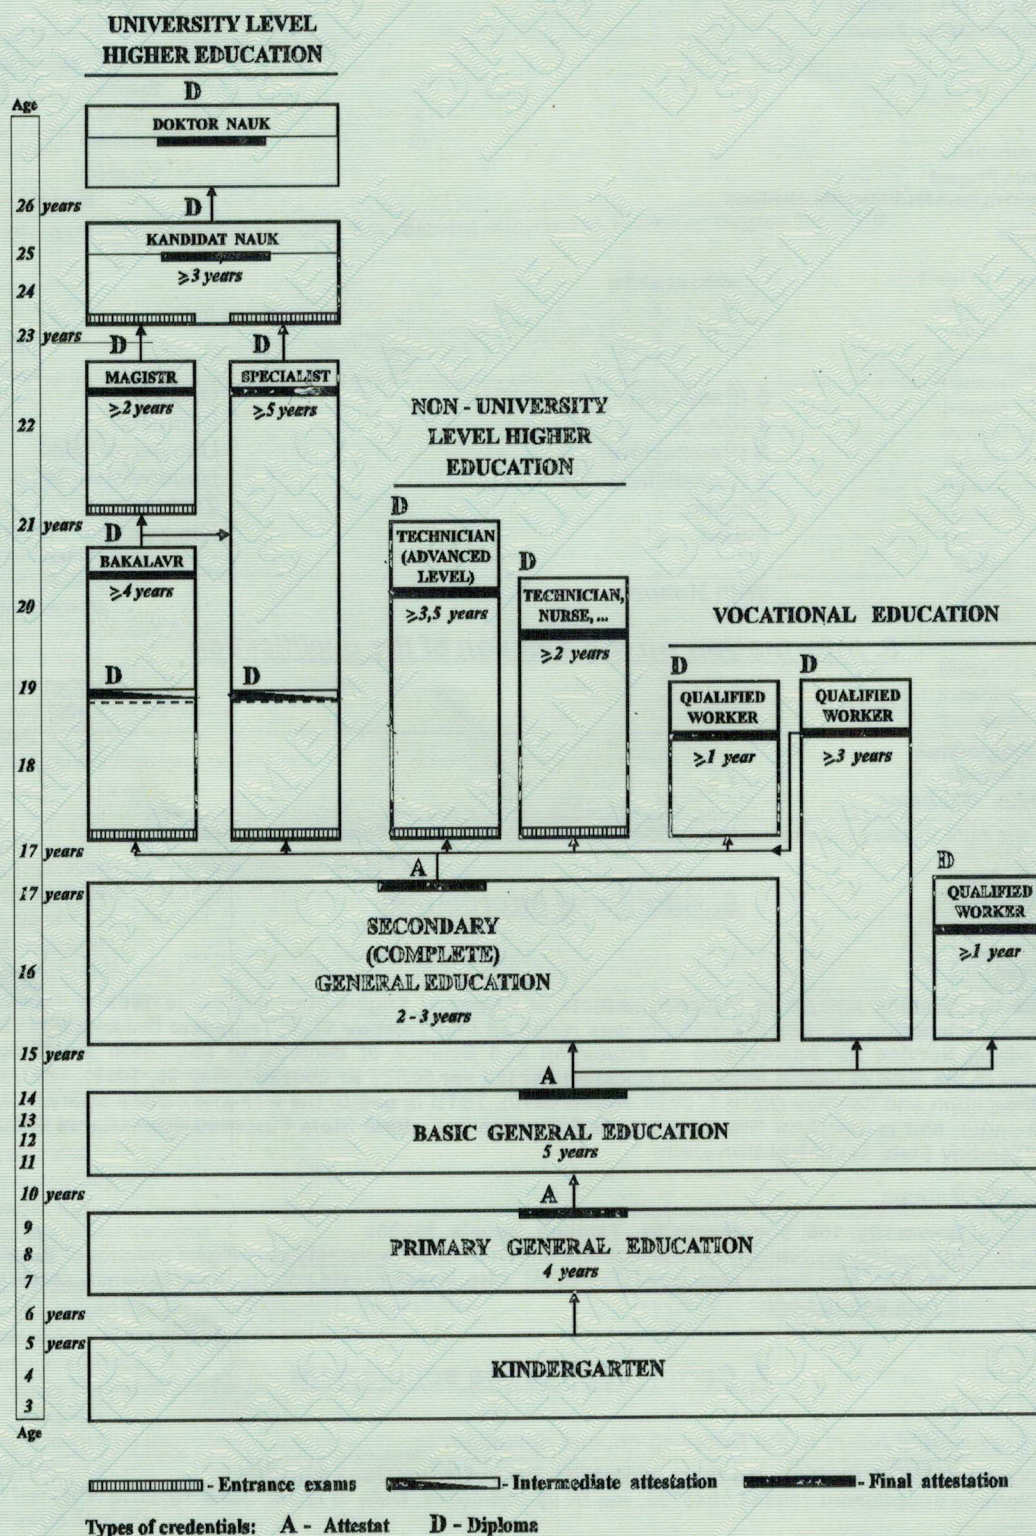 UNIVERSITY LEVEL
HIGHER EDUCATION
D
Age
DOKTOR NAUK
26 years
D
KANDIDAT NAUK
25
⩾3 years
24
23 years
D
D
MAGISTR
SPECIALIST
⩾2 years
⩾5 years
22
NON - UNIVERSITY
LEVEL HIGHER
EDUCATION
21 years
D
BAKALAVR
⩾4 years
D
TECHNICIAN
(ADVANCED
LEVEL)
⩾3,5 years
D
TECHNICIAN,
NURSE,...
⩾2 years
20
VOCATIONAL EDUCATION
19
D
D
D
QUALIFIED
WORKER
⩾1 year
D
QUALIFIED
WORKER
⩾3 years
18
17 years
A
D
QUALIFIED
WORKER
⩾1 year
17
SECONDARY
(COMPLETE)
GENERAL EDUCATION
2 - 3 years
16
15 years
A
14
13
12
11
BASIC GENERAL EDUCATION
5 years
10 years
A
9
8
7
PRIMARY GENERAL EDUCATION
4 years
6 years
5 years
KINDERGARTEN
4
3
Age
- Entrance exams - Intermediate attestation - Final attestation
Types of credentials: A - Attestat D - Diploma